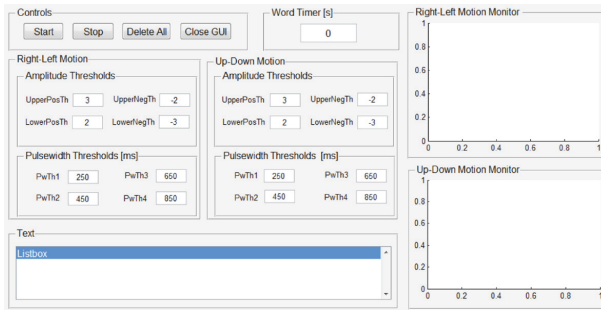 Controls
Start Stop Delete All Close GUI
Word Timer [s]
0
Right-Left Motion
Amplitude Thresholds
UpperPosTh 3 UpperNegTh -2
LowerPosTh 2 LowerNegTh -3
Pulsewidth Thresholds [ms]
PwTh1 250 PwTh3 650
PwTh2 450 PwTh4 850
Up-Down Motion
Amplitude Thresholds
UpperPosTh 3 UpperNegTh -2
LowerPosTh 2 LowerNegTh -3
Pulsewidth Thresholds [ms]
PwTh1 250 PwTh3 650
PwTh2 450 PwTh4 850
Text
Listbox
Right-Left Motion Monitor
1
0.8
0.6
0.4
0.2
0
0 0.2 0.4 0.6 0.8 1
Up-Down Motion Monitor
1
0.8
0.6
0.4
0.2
0
0 0.2 0.4 0.6 0.8 1